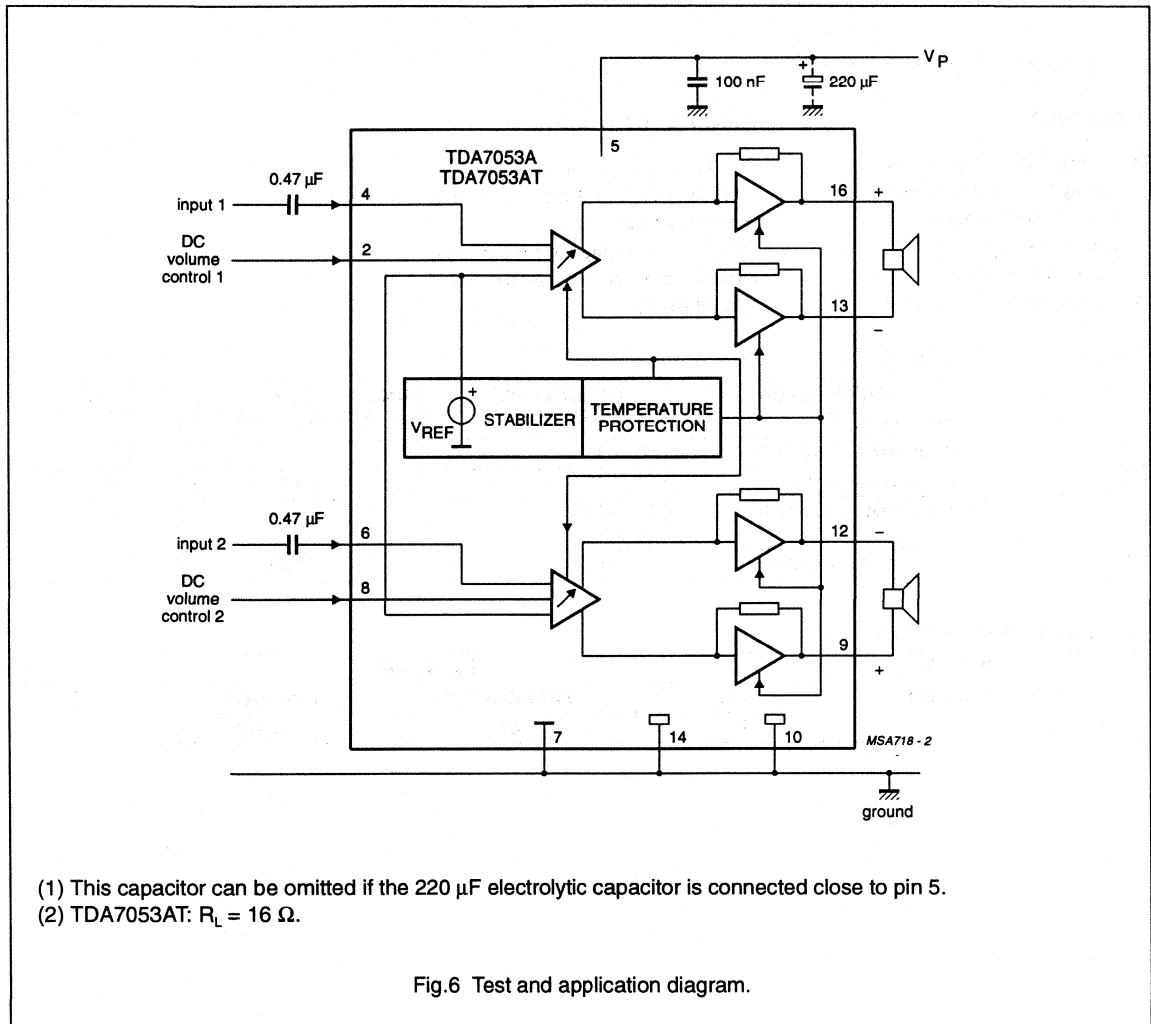 V P
+
100 nF
220 µF
5
TDA7053A
TDA7053AT
0.47 µF
input 1
4
16
+
DC
volume
control 1
2
13
–
+
VREF
STABILIZER
TEMPERATURE
PROTECTION
0.47 µF
input 2
6
12
–
DC
volume
control 2
8
9
+
7
14
10
MSA718 - 2
ground
(1) This capacitor can be omitted if the 220 µF electrolytic capacitor is connected close to pin 5.
(2) TDA7053AT: RL = 16 Ω.
Fig.6 Test and application diagram.